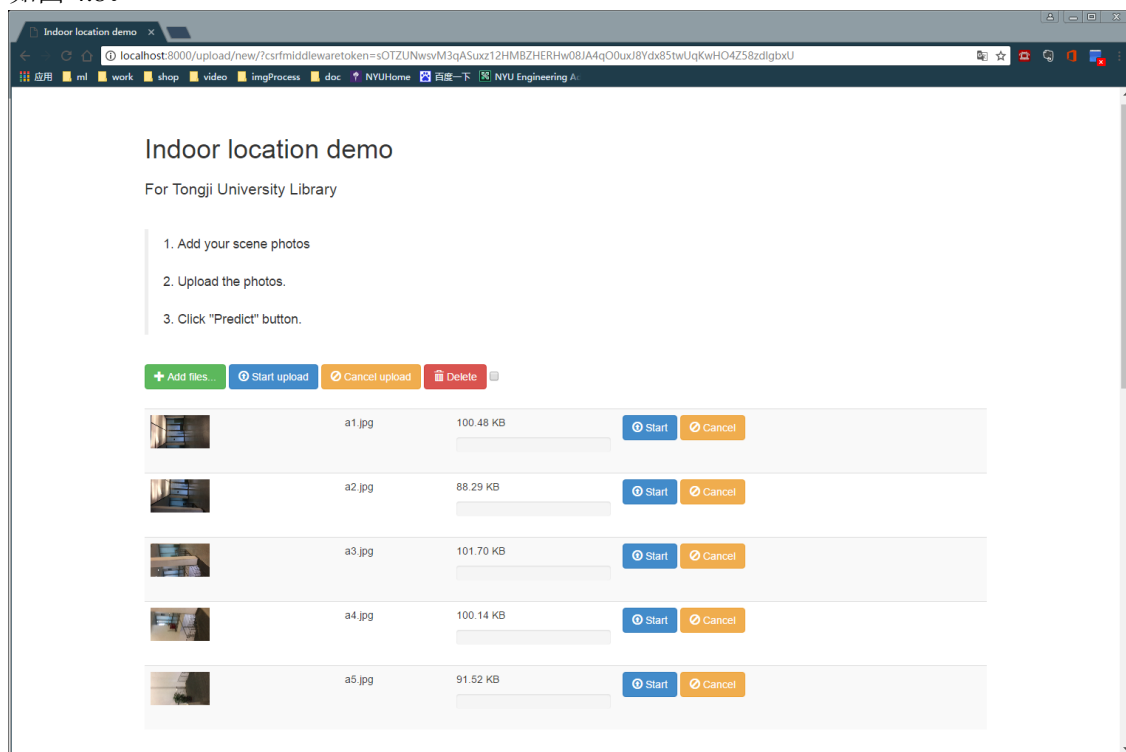 Indoor location demo
localhost:8000/upload/new/?csrfmiddlewaretoken=sOTZUNwsvM3qASuxz12HMBZHERHw08JA4qO0uxJ8Ydx85twUqKwHO4Z58zdIgbxU
应用 ml work shop video imgProcess doc NYUHome 百度一下 NYU Engineering Ac
Indoor location demo
For Tongji University Library
1. Add your scene photos
2. Upload the photos.
3. Click "Predict" button.
Add files... Start upload Cancel upload Delete
a1.jpg 100.48 KB Start Cancel
a2.jpg 88.29 KB Start Cancel
a3.jpg 101.70 KB Start Cancel
a4.jpg 100.14 KB Start Cancel
a5.jpg 91.52 KB Start Cancel